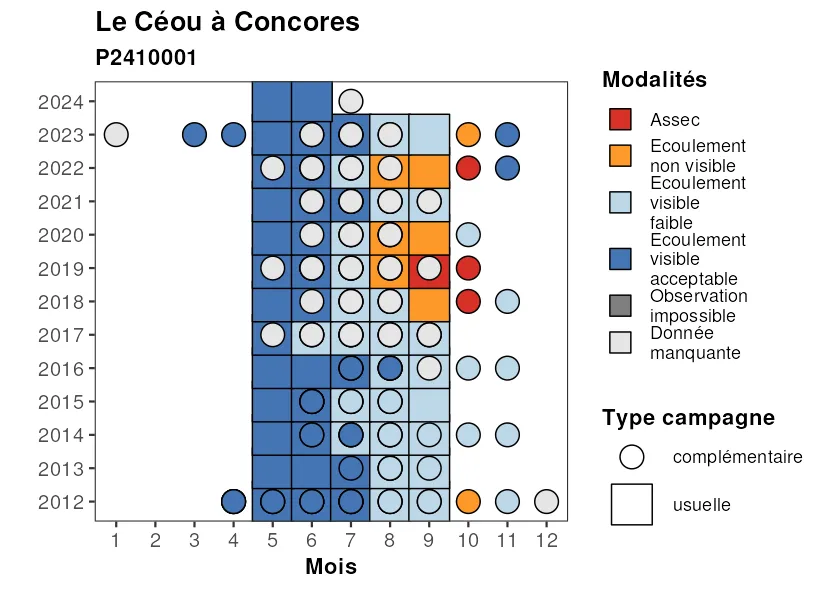 Le Céou à Concores
P2410001
2024
2023
2022
2021
2020
2019
2018
2017
2016
2015
2014
2013
2012
1 2 3 4 5 6 7 8 9 10 11 12
Mois
Modalités
Assec
Ecoulement
non visible
Ecoulement
visible
faible
Ecoulement
visible
acceptable
Observation
impossible
Donnée
manquante
Type campagne
complémentaire
usuelle